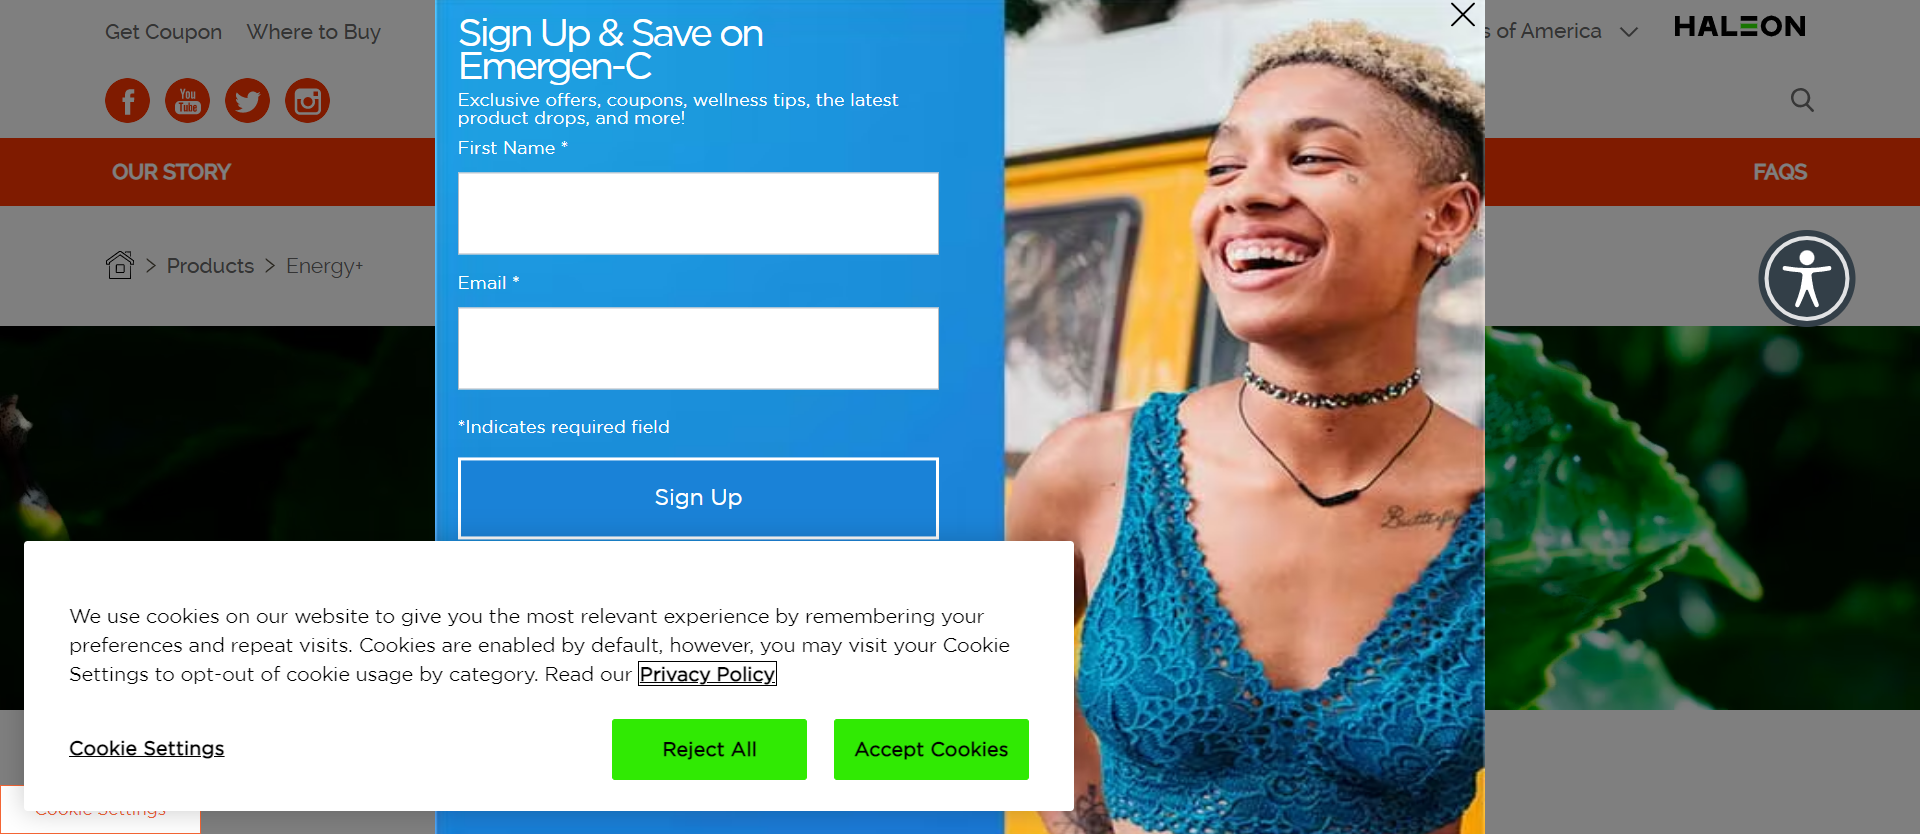 Get Coupon Where to Buy
of America
HALEON
You
Tube
OUR STORY
FAQS
Products Energy+
Sign Up & Save on
Emergen-C
Exclusive offers, coupons, wellness tips, the latest
product drops, and more!
First Name *
Email *
*Indicates required field
Sign Up
Butterfly
We use cookies on our website to give you the most relevant experience by remembering your
preferences and repeat visits. Cookies are enabled by default, however, you may visit your Cookie
Settings to opt-out of cookie usage by category. Read our Privacy Policy
Cookie Settings
Reject All
Accept Cookies
Cookie Settings